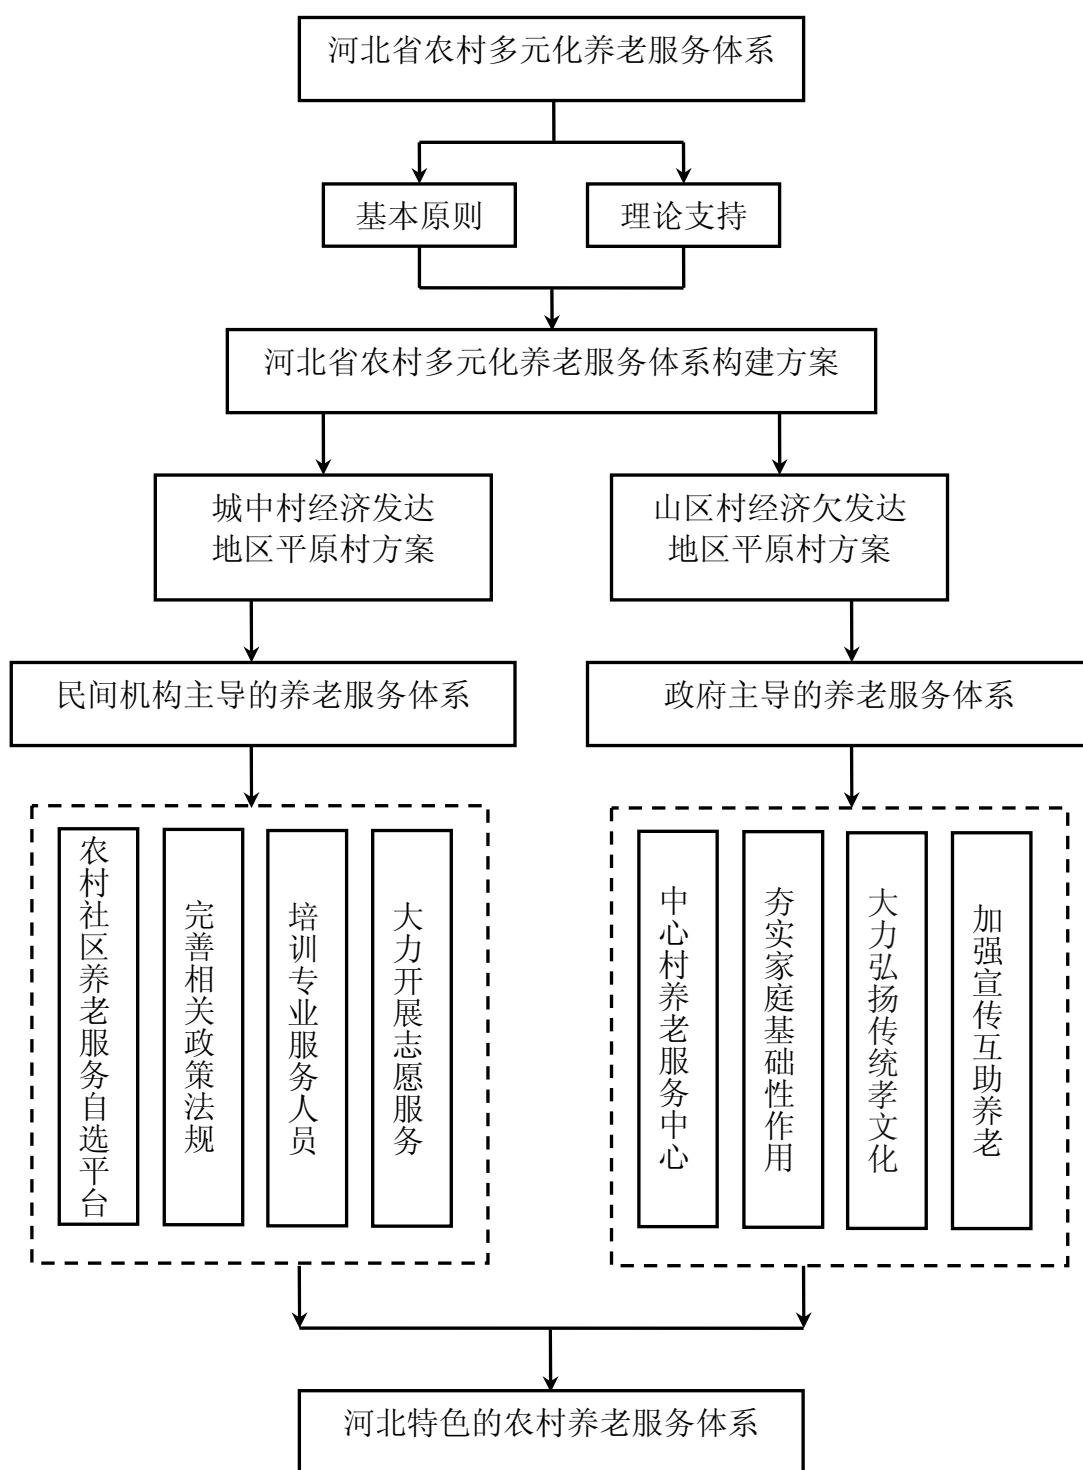 河北省农村多元化养老服务体系
基本原则
理论支持
河北省农村多元化养老服务体系构建方案
城中村经济发达
地区平原村方案
山区村经济欠发达
地区平原村方案
民间机构主导的养老服务体系
政府主导的养老服务体系
农村社区养老服务自选平台
完善相关政策法规
培训专业服务人员
大力开展志愿服务
中心村养老服务中心
夯实家庭基础性作用
大力弘扬传统孝文化
加强宣传互助养老
河北特色的农村养老服务体系